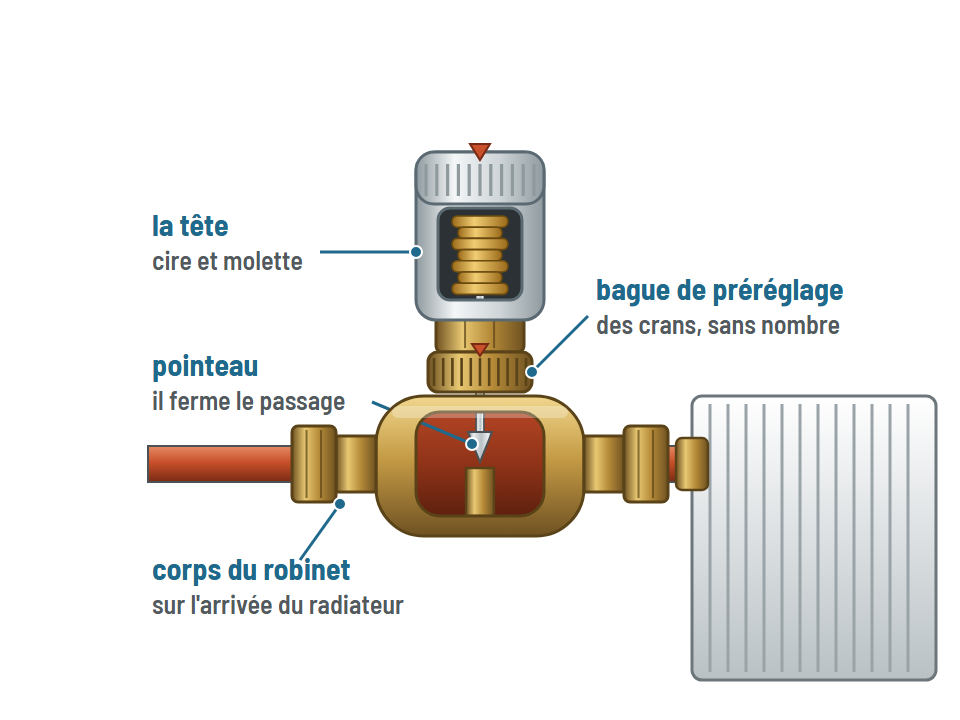 la tête
cire et molette
bague de préréglage
des crans, sans nombre
pointeau
il ferme le passage
corps du robinet
sur l'arrivée du radiateur